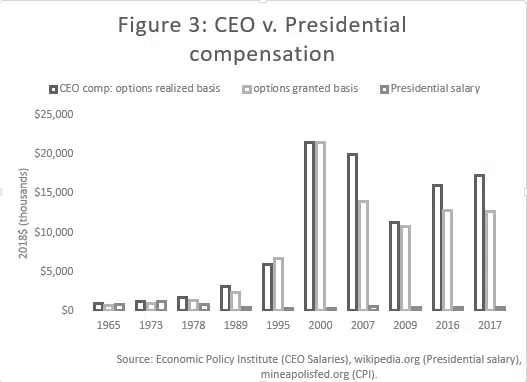 Figure 3: CEO v. Presidential
compensation
CEO comp: options realized basis options granted basis Presidential salary
$25,000
$20,000
$15,000
$10,000
$5,000
$0
2018$ (thousands)
1965 1973 1978 1989 1995 2000 2007 2009 2016 2017
Source: Economic Policy Institute (CEO Salaries), wikipedia.org (Presidential salary),
mineapolisfed.org (CPI).